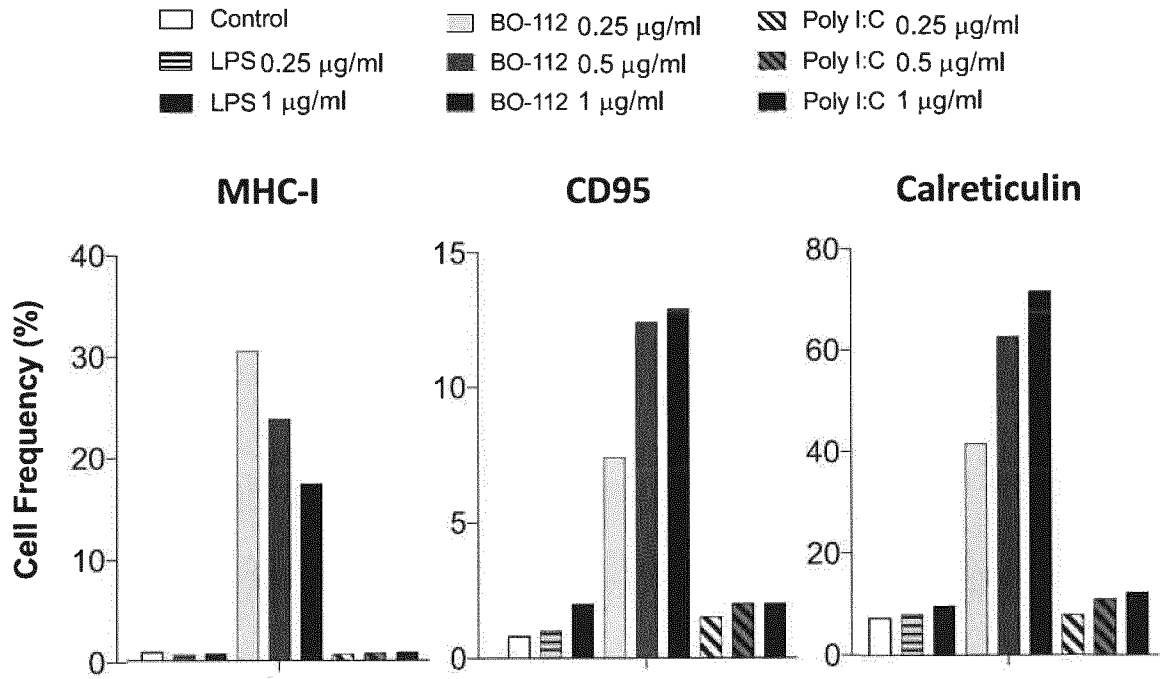 Control BO-112 0.25 μg/ml Poly I:C 0.25 μg/ml
LPS 0.25 μg/ml BO-112 0.5 μg/ml Poly I:C 0.5 μg/ml
LPS 1 μg/ml BO-112 1 μg/ml Poly I:C 1 μg/ml
MHC-I CD95 Calreticulin
Cell Frequency (%)
40
30
20
10
0
15
10
5
0
80
60
40
20
0